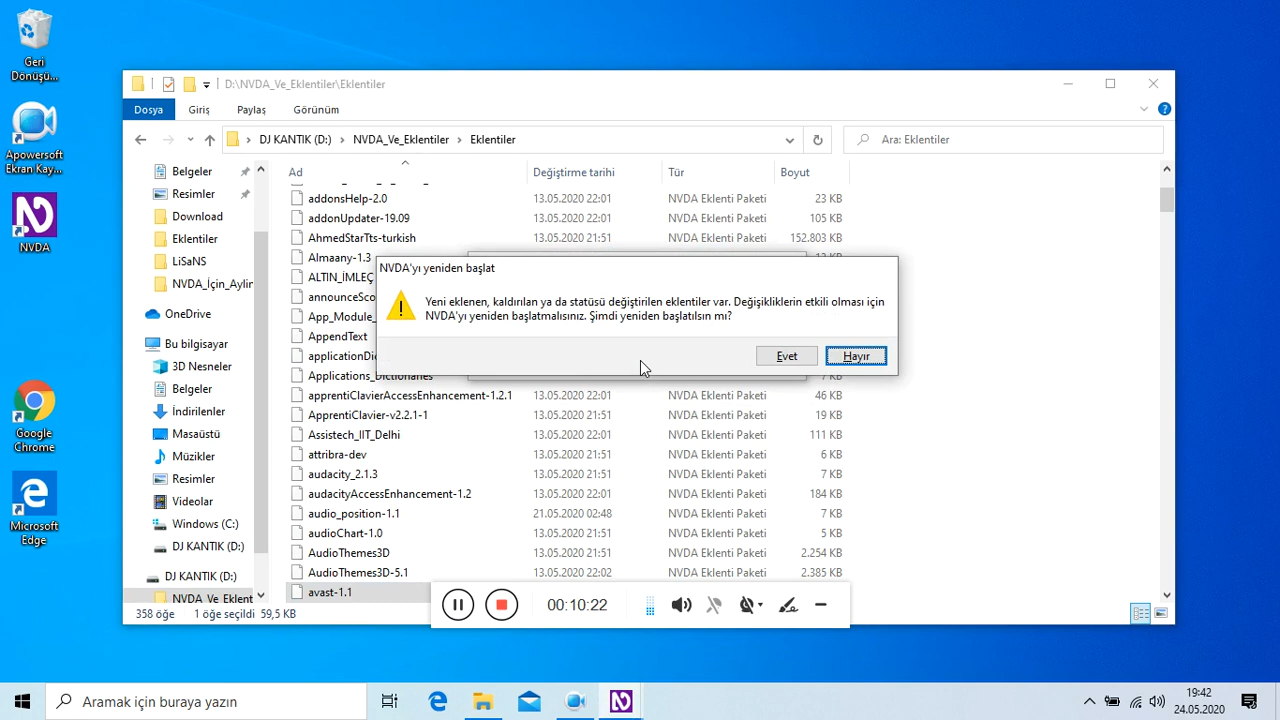 Geri
Dönüşü...
Apowersoft
Ekran Kay...
NVDA
Google
Chrome
Microsoft
Edge
D:\NVDA_Ve_Eklentiler\Eklentiler
Dosya Giriş Paylaş Görünüm
DJ KANTIK (D:) NVDA_Ve_Eklentiler Eklentiler
Ara: Eklentiler
Belgeler
Resimler
Download
Eklentiler
LiSaNS
NVDA_İçin_Aylin
OneDrive
Bu bilgisayar
3D Nesneler
Belgeler
İndirilenler
Masaüstü
Müzikler
Resimler
Videolar
Windows (C:)
DJ KANTIK (D:)
DJ KANTIK (D:)
NVDA_Ve_Eklent
Ad Değiştirme tarihi Tür Boyut
addonsHelp-2.0 13.05.2020 22:01 NVDA Eklenti Paketi 23 KB
addonUpdater-19.09 13.05.2020 22:01 NVDA Eklenti Paketi 105 KB
AhmedStarTts-turkish 13.05.2020 21:51 NVDA Eklenti Paketi 152.803 KB
Almaany-1.3
ALTIN_İMLEÇ
announceSco
App_Module_
AppendText
applicationDic
Applications_Dictionaries 7 KB
apprentiClavierAccessEnhancement-1.2.1 13.05.2020 22:01 NVDA Eklenti Paketi 46 KB
ApprentiClavier-v2.2.1-1 13.05.2020 21:51 NVDA Eklenti Paketi 19 KB
Assistech_IIT_Delhi 13.05.2020 22:01 NVDA Eklenti Paketi 111 KB
attribra-dev 13.05.2020 21:51 NVDA Eklenti Paketi 6 KB
audacity_2.1.3 13.05.2020 21:51 NVDA Eklenti Paketi 7 KB
audacityAccessEnhancement-1.2 13.05.2020 22:01 NVDA Eklenti Paketi 184 KB
audio_position-1.1 21.05.2020 02:48 NVDA Eklenti Paketi 7 KB
audioChart-1.0 13.05.2020 21:51 NVDA Eklenti Paketi 5 KB
AudioThemes3D 13.05.2020 21:51 NVDA Eklenti Paketi 2.254 KB
AudioThemes3D-5.1 13.05.2020 22:02 NVDA Eklenti Paketi 2.385 KB
avast-1.1
NVDA'yı yeniden başlat
Yeni eklenen, kaldırılan ya da statüsü değiştirilen eklentiler var. Değişikliklerin etkili olması için
NVDA'yı yeniden başlatmalısınız. Şimdi yeniden başlatılsın mı?
Evet Hayır
358 öğe 1 öğe seçildi 59,5 KB
00:10:22
Aramak için buraya yazın
19:42
24.05.2020